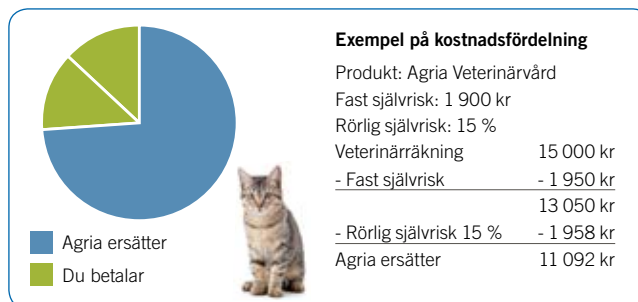 Exempel på kostnadsfördelning
Produkt: Agria Veterinärvård
Fast självrisk: 1 900 kr
Rörlig självrisk: 15 %
Veterinärräkning 15 000 kr
- Fast självrisk - 1 950 kr
13 050 kr
- Rörlig självrisk 15 % - 1 958 kr
Agria ersätter 11 092 kr
Agria ersätter
Du betalar